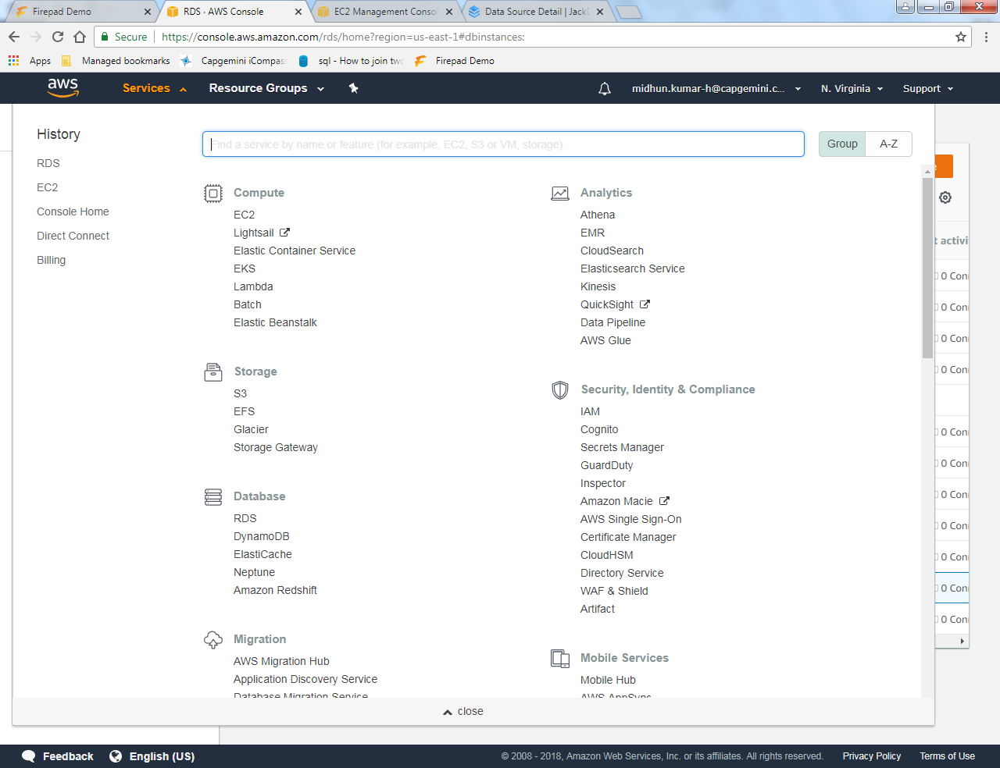 Firepad Demo
RDS · AWS Console
EC2 Management Conso
Data Source Detail | Jack
Secure
https://console.aws.amazon.com/rds/home?region=us-east-1#dbinstances:
Apps
Managed bookmarks
Capgemini iCompas
sql - How to join tw
Firepad Demo
aws
Services
Resource Groups
midhun.kumar-h@capgemini.c...
N. Virginia
Support
History
RDS
EC2
Console Home
Direct Connect
Billing
Find a service by name or feature (for example, EC2, S3 or VM, storage).
Group
A-Z
Compute
EC2
Lightsail
Elastic Container Service
EKS
Lambda
Batch
Elastic Beanstalk
Storage
S3
EFS
Glacier
Storage Gateway
Database
RDS
DynamoDB
ElastiCache
Neptune
Amazon Redshift
Migration
AWS Migration Hub
Application Discovery Service
Database Migration Service
Analytics
Athena
EMR
CloudSearch
Elasticsearch Service
Kinesis
QuickSight
Data Pipeline
AWS Glue
Security, Identity & Compliance
IAM
Cognito
Secrets Manager
GuardDuty
Inspector
Amazon Macie
AWS Single Sign-On
Certificate Manager
CloudHSM
Directory Service
WAF & Shield
Artifact
Mobile Services
Mobile Hub
AWS AppSync
t activi
0 Con
0 Con
0 Con
0 Con
0 Con
0 Con
0 Con
0 Con
0 Con
0 Con
0 Con
close
Feedback
English (US)
© 2008 - 2018, Amazon Web Services, Inc. or its affiliates. All rights reserved.
Privacy Policy
Terms of Use